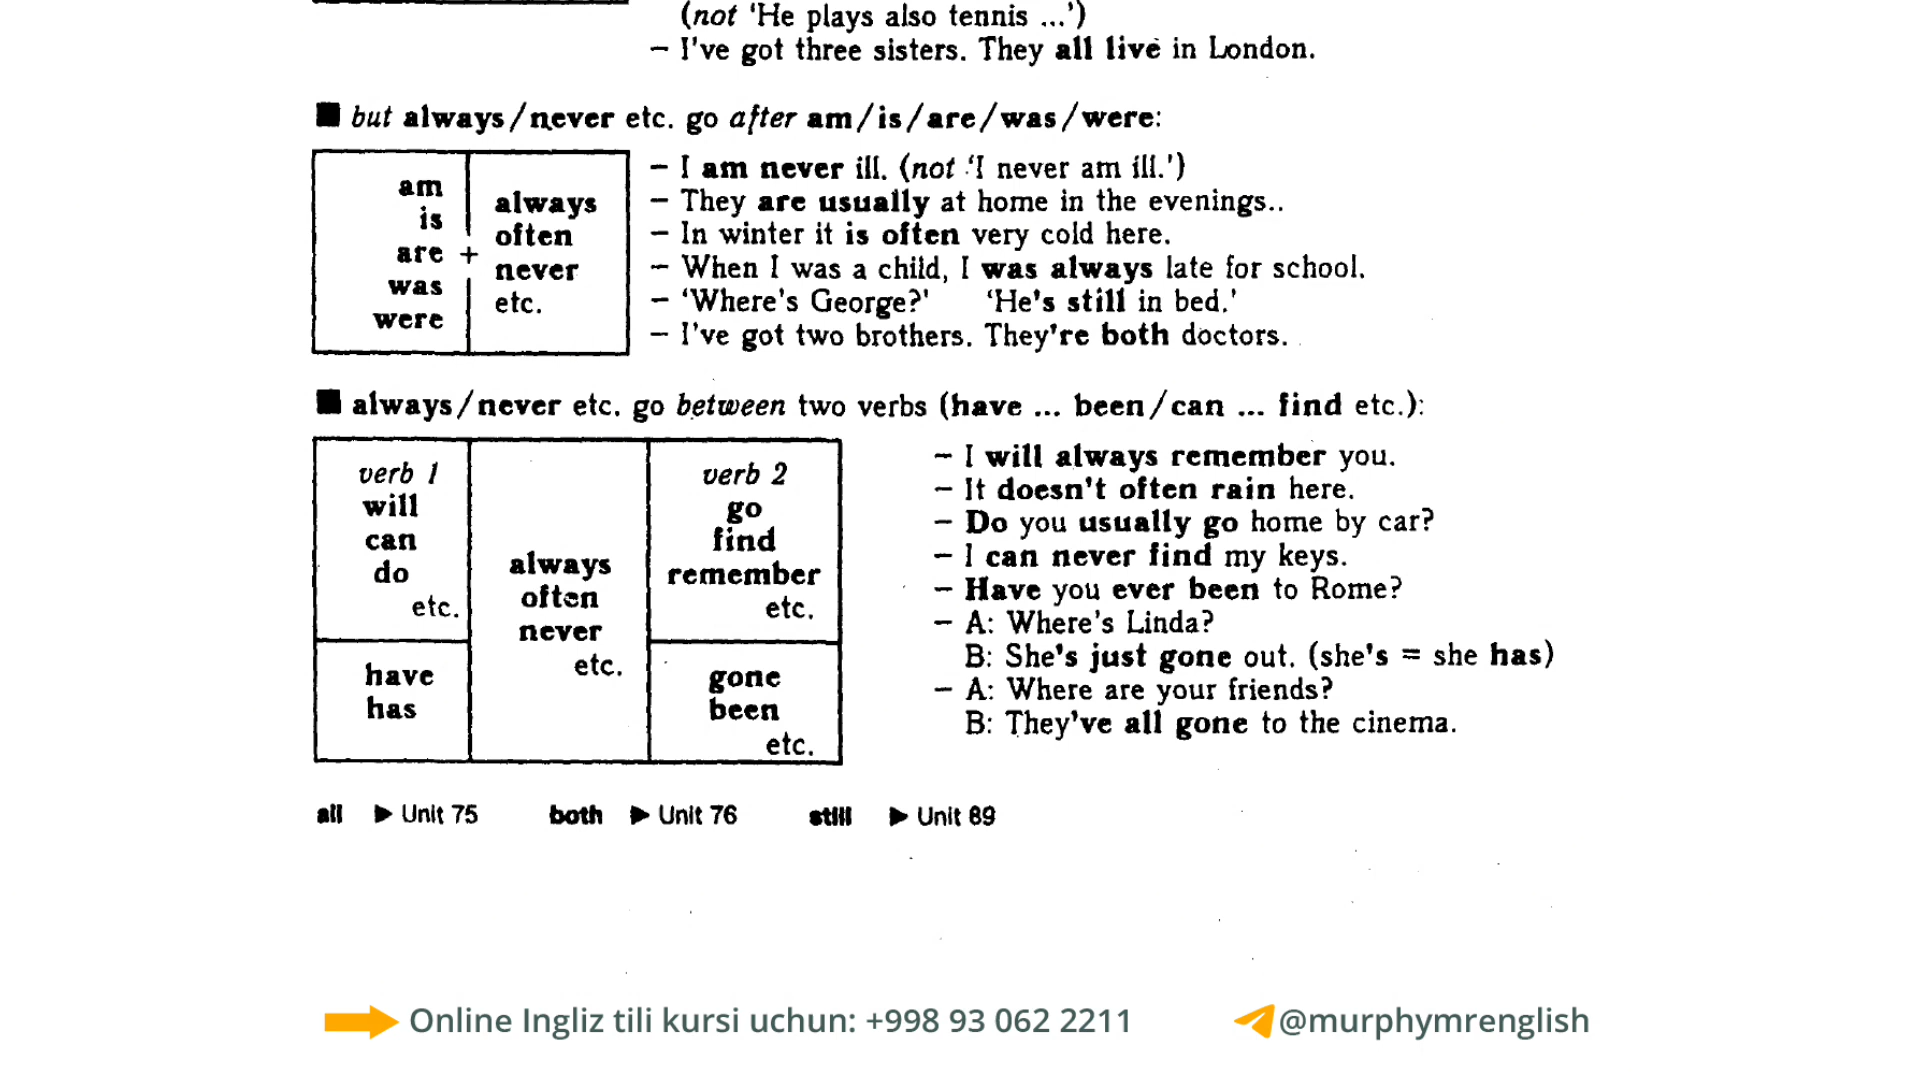 (not 'He plays also tennis ...')
– I've got three sisters. They all live in London.
■ but always/never etc. go after am/is/are/was/were:
am
is
are +
was
were
always
often
never
etc.
– I am never ill. (not 'I never am ill.')
– They are usually at home in the evenings..
– In winter it is often very cold here.
– When I was a child, I was always late for school.
– 'Where's George?' 'He's still in bed.'
– I've got two brothers. They're both doctors.
■ always/never etc. go between two verbs (have ... been/can ... find etc.):
verb 1
will
can
do
etc.
have
has
always
often
never
etc.
verb 2
go
find
remember
etc.
gone
been
etc.
– I will always remember you.
– It doesn't often rain here.
– Do you usually go home by car?
– I can never find my keys.
– Have you ever been to Rome?
– A: Where's Linda?
B: She's just gone out. (she's = she has)
– A: Where are your friends?
B: They've all gone to the cinema.
all ▶ Unit 75 both ▶ Unit 76 still ▶ Unit 89
Online Ingliz tili kursi uchun: +998 93 062 2211 @murphymrenglish